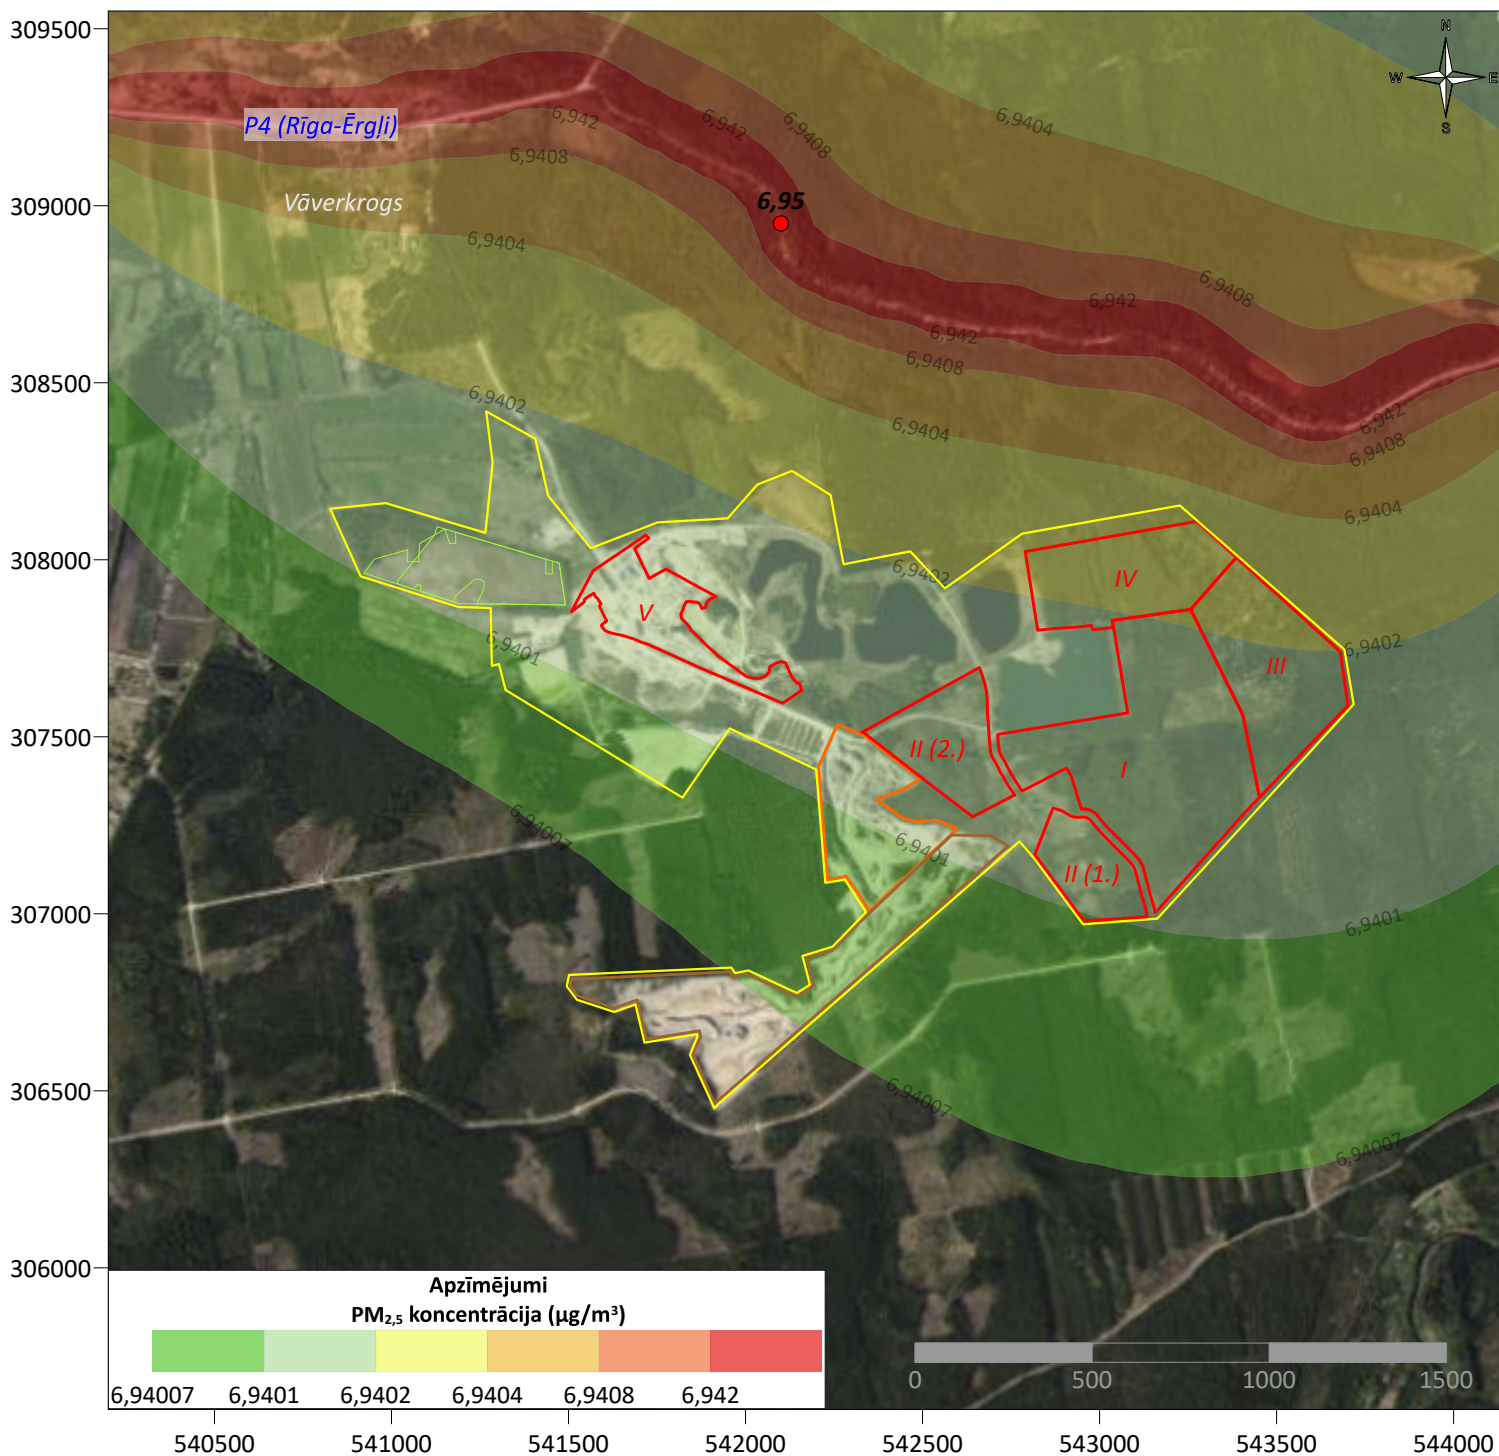 309500
309000
308500
308000
307500
307000
306500
306000
N
W E
S
P4 (Rīga-Ērgļi)
Vāverkrogs
6,942
6,942
6,9408
6,9404
6,9408
6,95
6,9404
6,9408
6,942
6,942
6,9408
6,9402
6,9404
6,942
6,9408
6,9404
6,9402
IV
V
6,9401
6,9402
III
II (2.)
I
6,94007
6,9401
II (1.)
6,9401
6,94007
6,94007
Apzīmējumi
PM2,5 koncentrācija (µg/m³)
6,94007 6,9401 6,9402 6,9404 6,9408 6,942
0 500 1000 1500
540500 541000 541500 542000 542500 543000 543500 544000